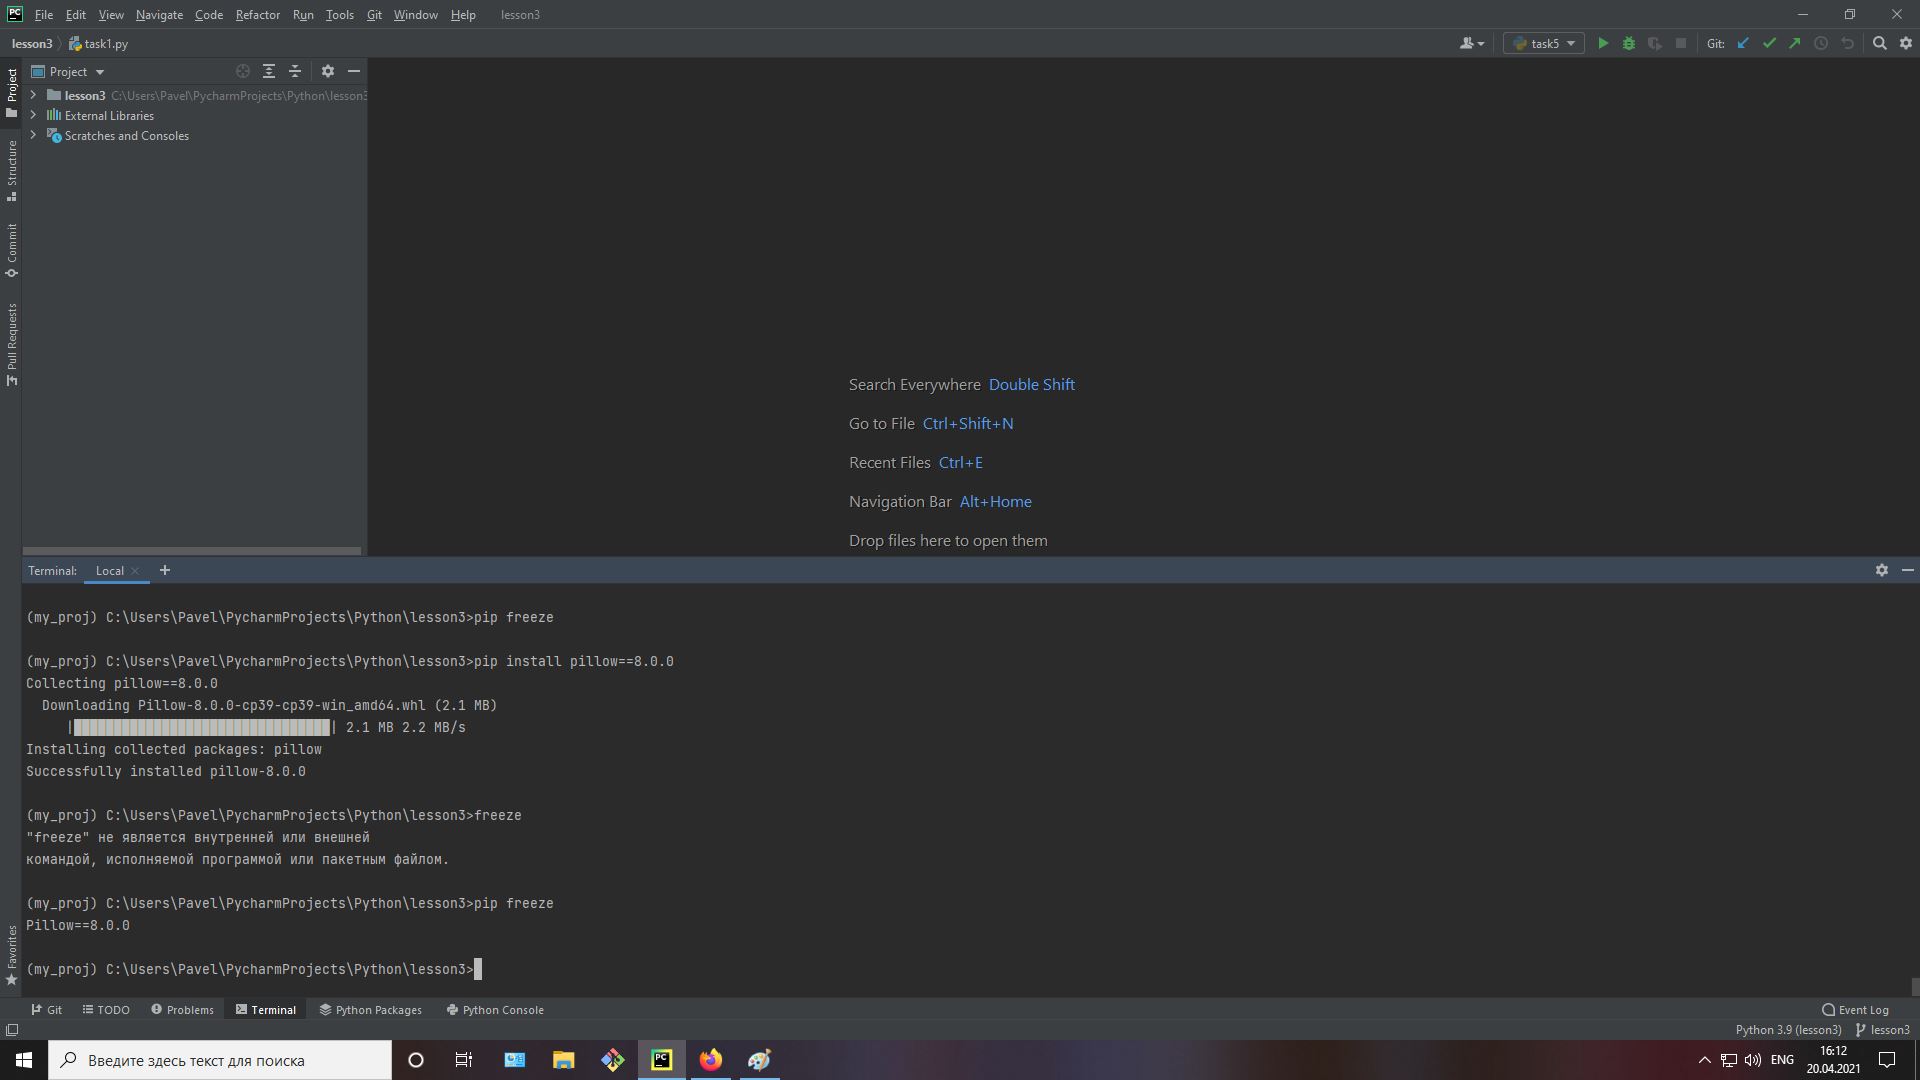 File Edit View Navigate Code Refactor Run Tools Git Window Help lesson3
lesson3 task1.py task5 Git:
Project
lesson3 C:\Users\Pavel\PycharmProjects\Python\lesson3
External Libraries
Scratches and Consoles
Project
Structure
Commit
Pull Requests
Favorites
Search Everywhere Double Shift
Go to File Ctrl+Shift+N
Recent Files Ctrl+E
Navigation Bar Alt+Home
Drop files here to open them
Terminal: Local
(my_proj) C:\Users\Pavel\PycharmProjects\Python\lesson3>pip freeze
(my_proj) C:\Users\Pavel\PycharmProjects\Python\lesson3>pip install pillow==8.0.0
Collecting pillow==8.0.0
Downloading Pillow-8.0.0-cp39-cp39-win_amd64.whl (2.1 MB)
| | 2.1 MB 2.2 MB/s
Installing collected packages: pillow
Successfully installed pillow-8.0.0
(my_proj) C:\Users\Pavel\PycharmProjects\Python\lesson3>freeze
"freeze" не является внутренней или внешней
командой, исполняемой программой или пакетным файлом.
(my_proj) C:\Users\Pavel\PycharmProjects\Python\lesson3>pip freeze
Pillow==8.0.0
(my_proj) C:\Users\Pavel\PycharmProjects\Python\lesson3>
Git TODO Problems Terminal Python Packages Python Console Event Log
Python 3.9 (lesson3) lesson3
Введите здесь текст для поиска
ENG
16:12
20.04.2021